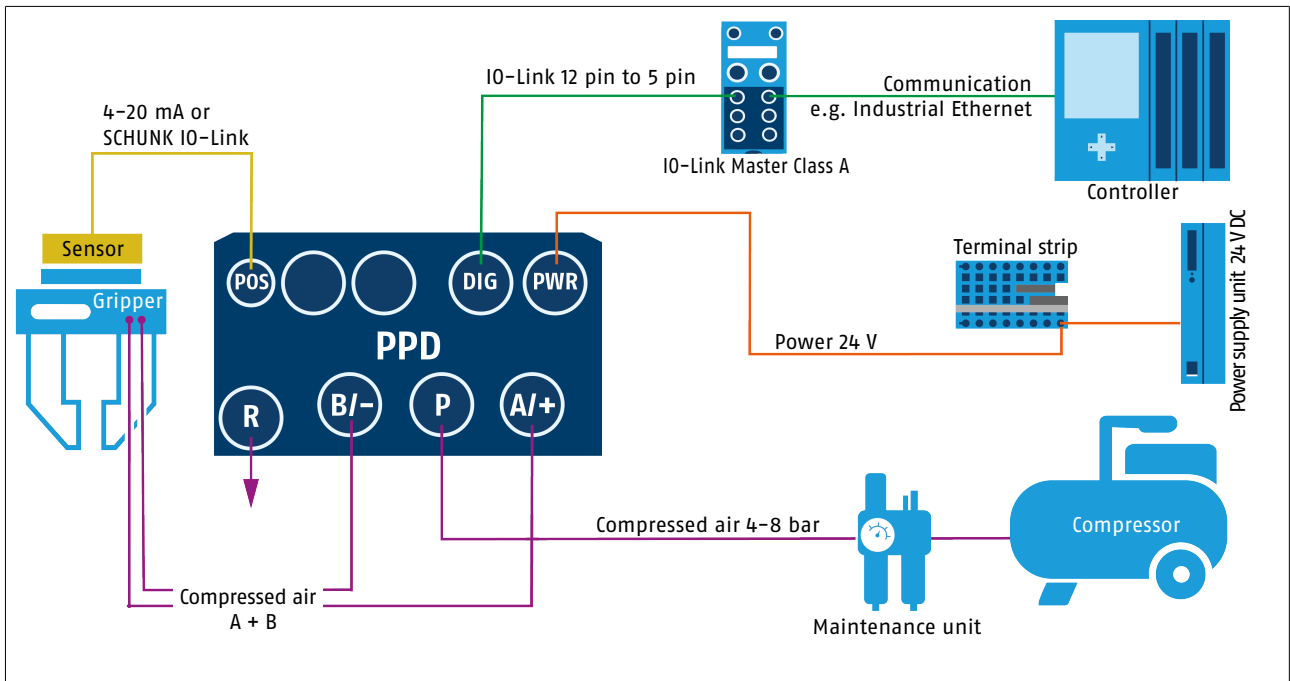 IO-Link 12 pin to 5 pin
Communication
e.g. Industrial Ethernet
4-20 mA or
SCHUNK IO-Link
IO-Link Master Class A
Controller
Sensor
Gripper
POS
DIG
PWR
PPD
R
B/-
P
A/+
Terminal strip
Power 24 V
Power supply unit 24 V DC
Compressed air 4-8 bar
Compressor
Compressed air
A + B
Maintenance unit